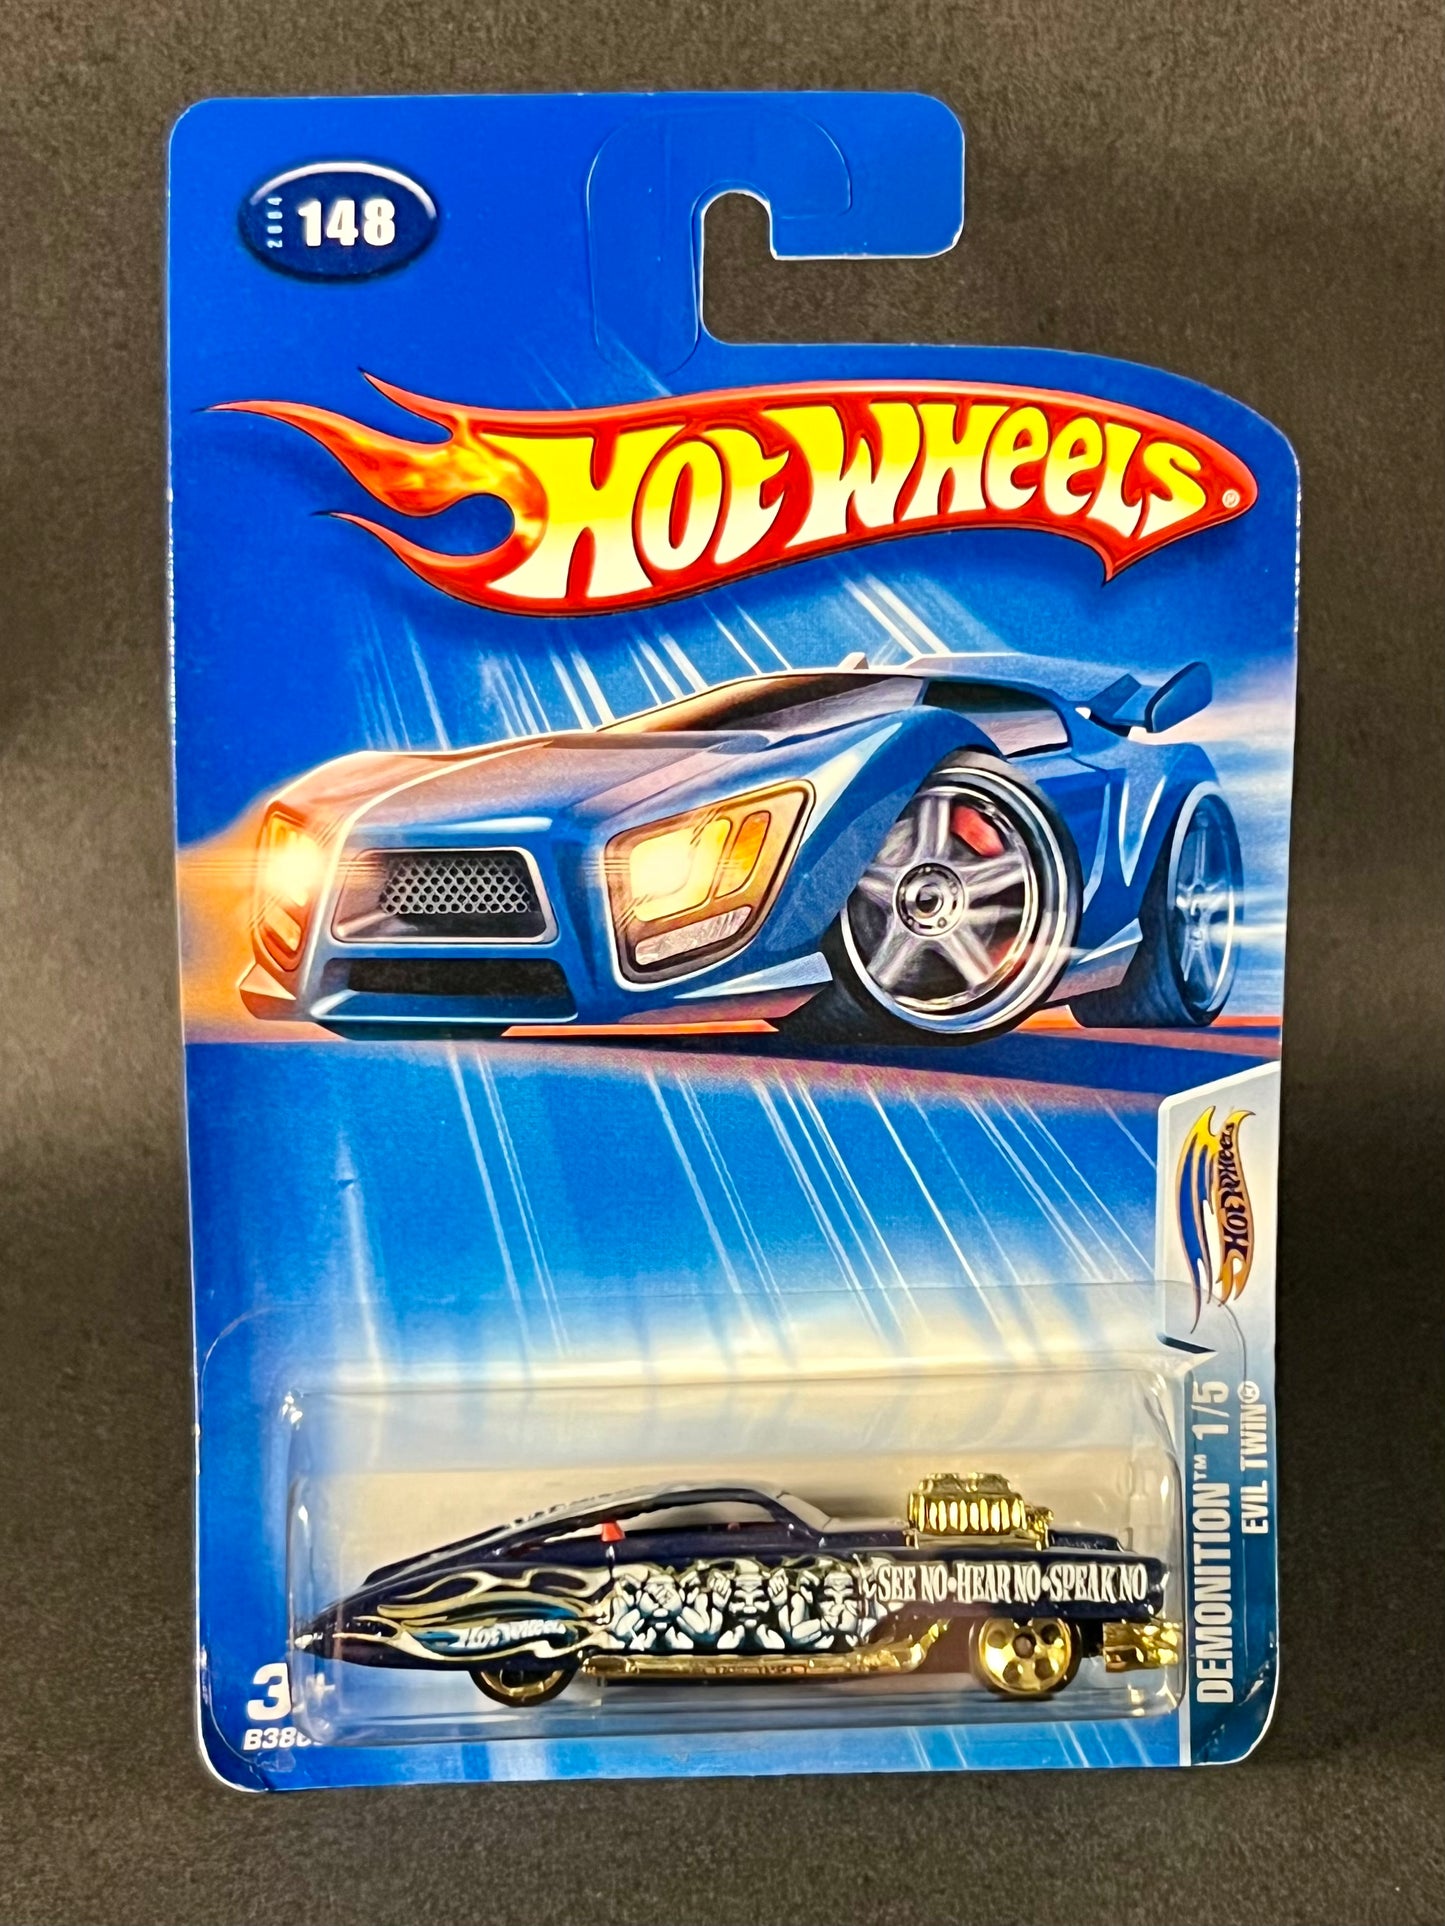 2004
148
HOT WHEELS®
HOT WHEELS
DEMONITION™ 1/5
EVIL TWIN®
SEE NO•HEAR NO•SPEAK NO
HOT WHEELS
3+